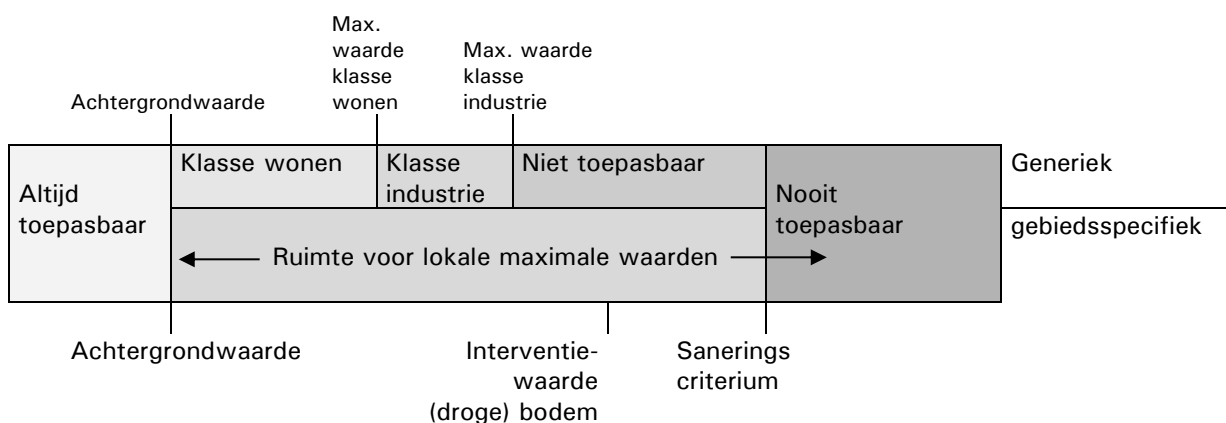 Max.
waarde
klasse
wonen
Max. waarde
klasse
industrie
Achtergrondwaarde
Altijd
toepasbaar
Klasse wonen
Klasse
industrie
Niet toepasbaar
Nooit
toepasbaar
Generiek
gebiedsspecifiek
Ruimte voor lokale maximale waarden
Achtergrondwaarde
Interventie-
waarde
(droge) bodem
Sanerings
criterium